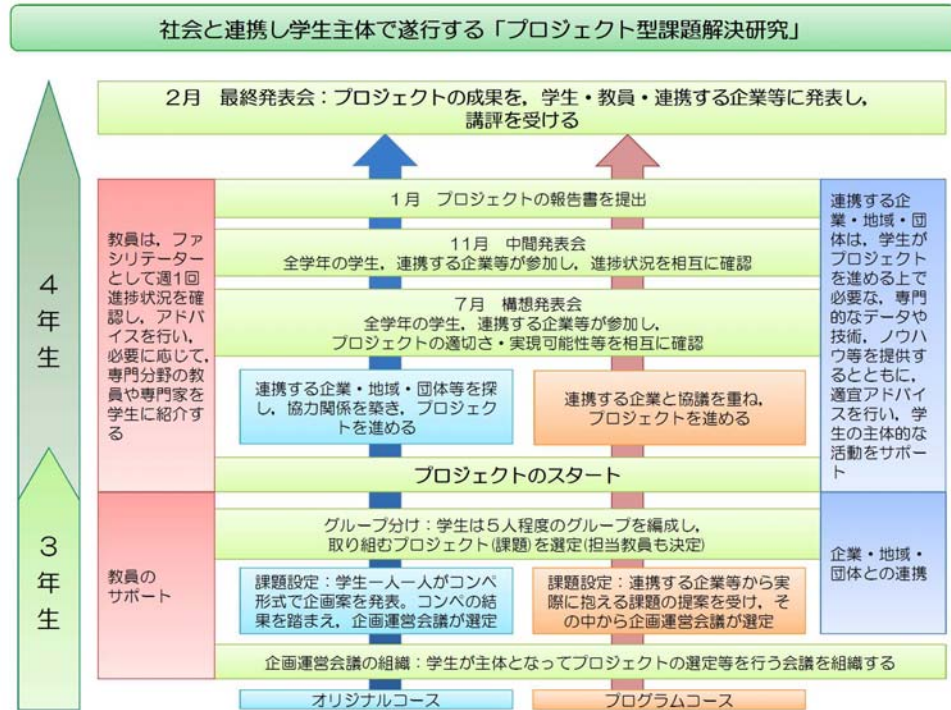 社会と連携し学生主体で遂行する「プロジェクト型課題解決研究」
2月　最終発表会：プロジェクトの成果を，学生・教員・連携する企業等に発表し，
講評を受ける
4年生
教員は，ファ
シリテーター
として週1回
進捗状況を確
認し，アドバ
イスを行い，
必要に応じて，
専門分野の教
員や専門家を
学生に紹介す
る
1月　プロジェクトの報告書を提出
11月　中間発表会
全学年の学生，連携する企業等が参加し，進捗状況を相互に確認
7月　構想発表会
全学年の学生，連携する企業等が参加し，
プロジェクトの適切さ・実現可能性等を相互に確認
連携する企業・地域・団体等を探
し，協力関係を築き，プロジェク
トを進める
連携する企業と協議を重ね，
プロジェクトを進める
プロジェクトのスタート
連携する企
業・地域・団
体は，学生が
プロジェクト
を進める上で
必要な，専門
的なデータや
技術，ノウハ
ウ等を提供す
るとともに，
適宜アドバイ
スを行い，学
生の主体的な
活動をサポー
ト
3年生
教員の
サポート
グループ分け：学生は５人程度のグループを編成し，
取り組むプロジェクト(課題)を選定(担当教員も決定)
課題設定：学生一人一人がコンペ
形式で企画案を発表。コンペの結
果を踏まえ，企画運営会議が選定
課題設定：連携する企業等から実
際に抱える課題の提案を受け，そ
の中から企画運営会議が選定
企業・地域・
団体との連携
企画運営会議の組織：学生が主体となってプロジェクトの選定等を行う会議を組織する
オリジナルコース
プログラムコース